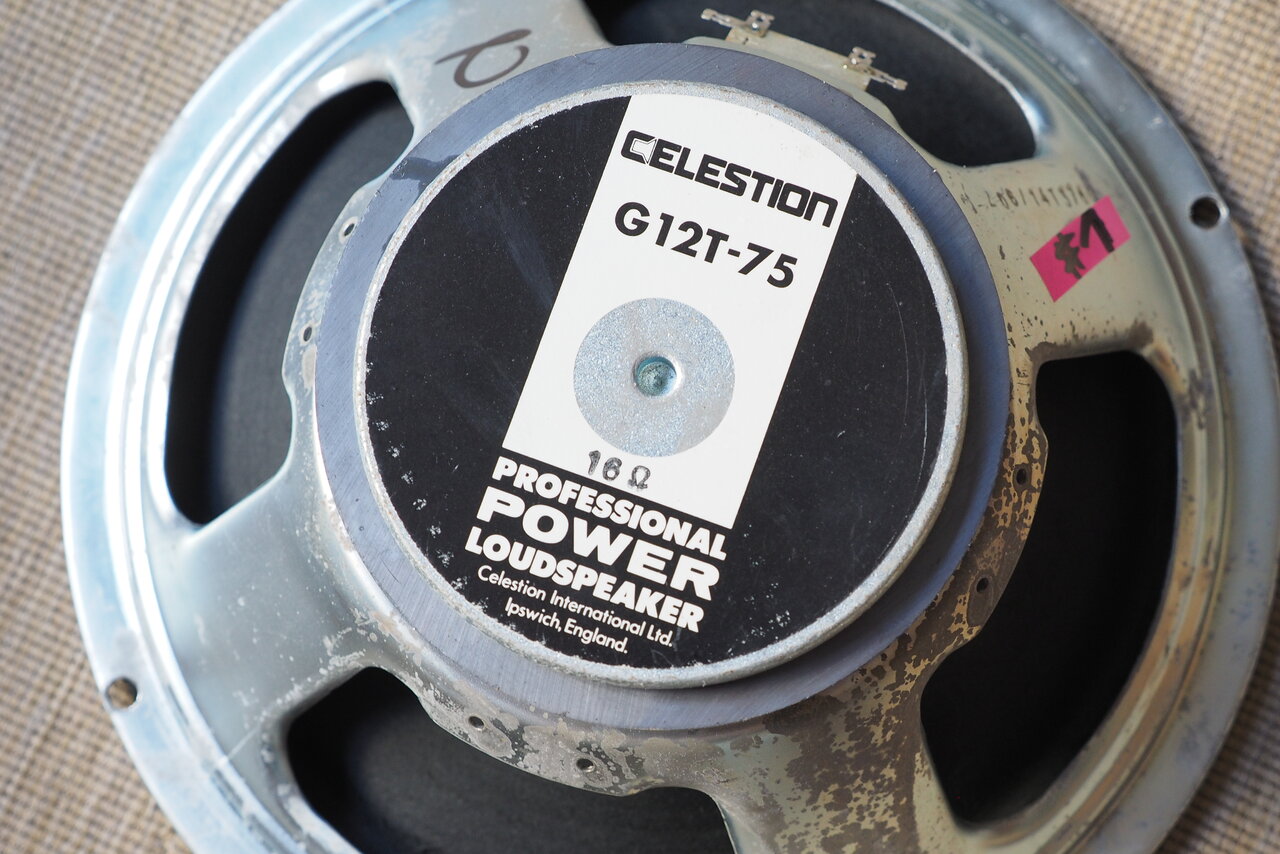 CELESTION
G12T-75
16 Ω
PROFESSIONAL
POWER
LOUDSPEAKER
Celestion International Ltd.
Ipswich, England.
#1